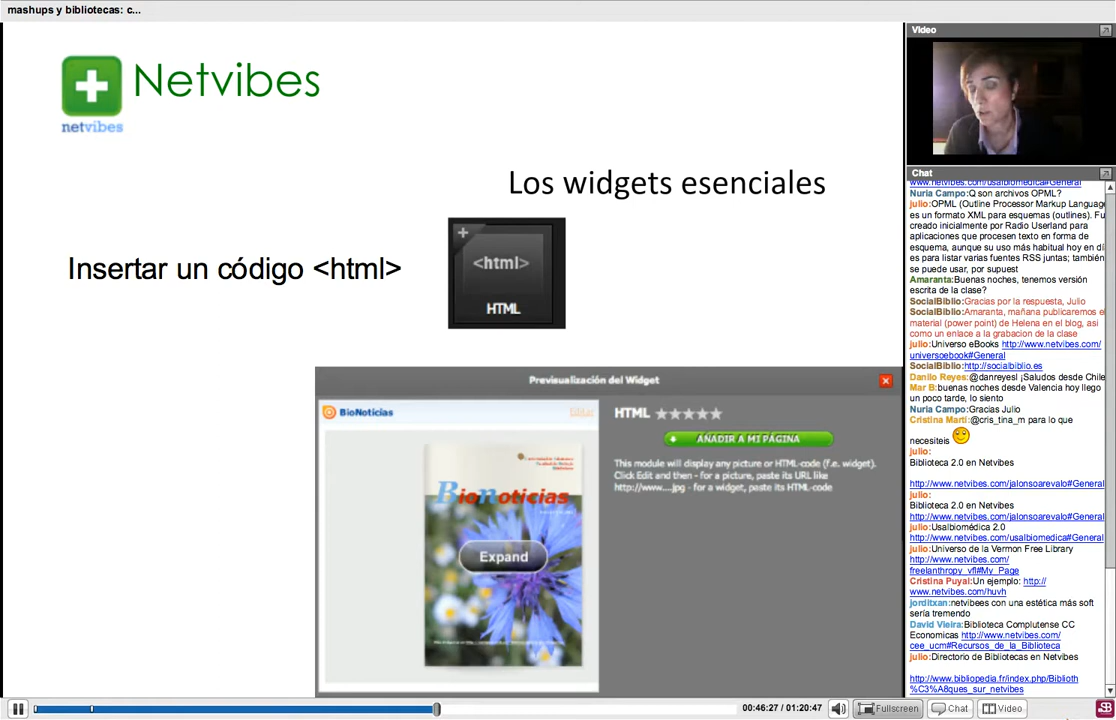 mashups y bibliotecas: c...
Netvibes
netvibes
Los widgets esenciales
Insertar un código <html>
<html>
HTML
Previsualización del Widget
BioNoticias
Editar
HTML
AÑADIR A MI PÁGINA
This module will display any picture or HTML-code (f.e. widget).
Click Edit and then - for a picture, paste its URL like
http://www....jpg - for a widget, paste its HTML-code
BioNoticias
Expand
Video
Chat
www.netvibes.com/usalbiomedica#General
Nuria Campo:Q son archivos OPML?
julio:OPML (Outline Processor Markup Language
es un formato XML para esquemas (outlines). Fu
creado inicialmente por Radio Userland para
aplicaciones que procesen texto en forma de
esquema, aunque su uso más habitual hoy en dí
es para listar varias fuentes RSS juntas; también
se puede usar, por supuest
Amaranta:Buenas noches, tenemos versión
escrita de la clase?
SocialBiblio:Gracias por la respuesta, Julio
SocialBiblio:Amaranta, mañana publicaremos e
material (power point) de Helena en el blog, asi
como un enlace a la grabacion de la clase
julio:Universo eBooks http://www.netvibes.com/
universoebook#General
SocialBiblio:http://socialbiblio.es
Danilo Reyes:@danreyesl ¡Saludos desde Chile
Mar B:buenas noches desde Valencia hoy llego
un poco tarde, lo siento
Nuria Campo:Gracias Julio
Cristina Martí:@cris_tina_m para lo que
necesiteis
julio:
Biblioteca 2.0 en Netvibes
http://www.netvibes.com/jalonsoarevalo#General
julio:
Biblioteca 2.0 en Netvibes
http://www.netvibes.com/jalonsoarevalo#General
julio:Usalbiomédica 2.0
http://www.netvibes.com/usalbiomedica#General
julio:Universo de la Vermon Free Library
http://www.netvibes.com/
freelanthropy_vfl#My_Page
Cristina Puyal:Un ejemplo: http://
www.netvibes.com/huvh
jorditxan:netvibees con una estética más soft
sería tremendo
David Vieira:Biblioteca Complutense CC
Economicas http://www.netvibes.com/
cee_ucm#Recursos_de_la_Biblioteca
julio:Directorio de Bibliotecas en Netvibes
http://www.bibliopedia.fr/index.php/Biblioth
%C3%A8ques_sur_netvibes
00:46:27 / 01:20:47
Fullscreen
Chat
Video